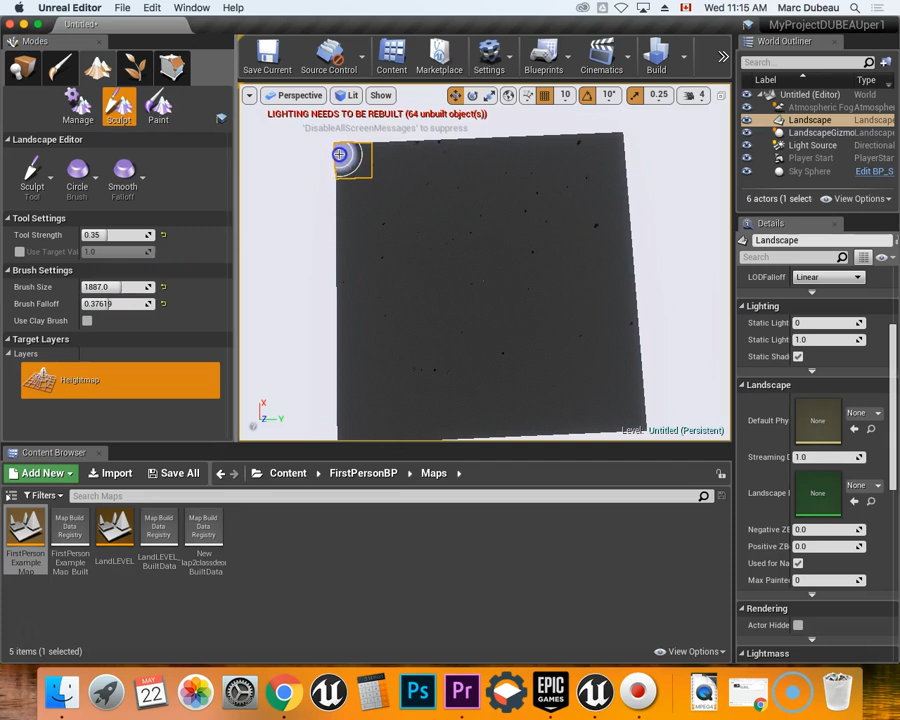 Unreal Editor File Edit Window Help Wed 11:15 AM Marc Dubeau
Untitled*
MyProjectDUBEAUper1
Modes
Manage Sculpt Paint
Landscape Editor
Sculpt Circle Smooth
Tool Brush Falloff
Tool Settings
Tool Strength 0.35
Use Target Val 1.0
Brush Settings
Brush Size 1887.0
Brush Falloff 0.37619
Use Clay Brush
Target Layers
Layers
Heightmap
Save Current Source Control Content Marketplace Settings Blueprints Cinematics Build
Perspective Lit Show 10 10° 0.25 4
LIGHTING NEEDS TO BE REBUILT (64 unbuilt object(s))
'DisableAllScreenMessages' to suppress
X
Z Y
Level: Untitled (Persistent)
World Outliner
Search...
Label Type
Untitled (Editor) World
Atmospheric Fog Atmosphere
Landscape Landscape
LandscapeGizmo Landscape
Light Source Directional
Player Start PlayerStar
Sky Sphere Edit BP_S
6 actors (1 select View Options
Details
Landscape
Search
LODFalloff Linear
Lighting
Static Light 0
Static Light 1.0
Static Shad
Landscape
Default Phy None None
Streaming D 1.0
Landscape I None None
Negative ZB 0.0
Positive ZB 0.0
Used for Na
Max Painte 0
Rendering
Actor Hidde
Lightmass
Content Browser
Add New Import Save All Content FirstPersonBP Maps
Filters Search Maps
FirstPerson Example Map
Map Build Data Registry
FirstPerson Example Map_Built
LandLEVEL
Map Build Data Registry
LandLEVEL_ BuiltData
Map Build Data Registry
New BuiltData
5 items (1 selected) View Options
MAY 22
Ps Pr EPIC GAMES
MPEG4